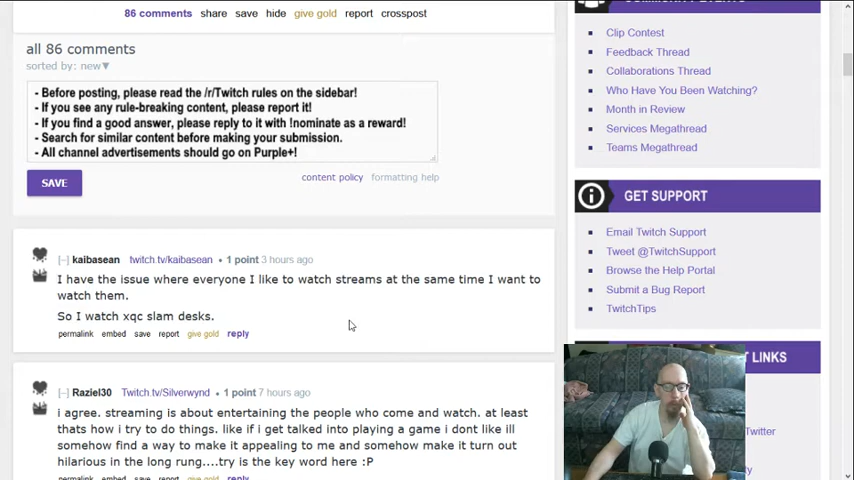 86 comments share save hide give gold report crosspost
all 86 comments
sorted by: new▼
- Before posting, please read the /r/Twitch rules on the sidebar!
- If you see any rule-breaking content, please report it!
- If you find a good answer, please reply to it with !nominate as a reward!
- Search for similar content before making your submission.
- All channel advertisements should go on Purple+!
SAVE
content policy formatting help
[–] kaibasean twitch.tv/kaibasean • 1 point 3 hours ago
I have the issue where everyone I like to watch streams at the same time I want to
watch them.
So I watch xqc slam desks.
permalink embed save report give gold reply
[–] Raziel30 Twitch.tv/Silverwynd • 1 point 7 hours ago
i agree. streaming is about entertaining the people who come and watch. at least
thats how i try to do things. like if i get talked into playing a game i dont like ill
somehow find a way to make it appealing to me and somehow make it turn out
hilarious in the long rung....try is the key word here :P
permalink embed save report give gold reply
Clip Contest
Feedback Thread
Collaborations Thread
Who Have You Been Watching?
Month in Review
Services Megathread
Teams Megathread
GET SUPPORT
Email Twitch Support
Tweet @TwitchSupport
Browse the Help Portal
Submit a Bug Report
TwitchTips
LINKS